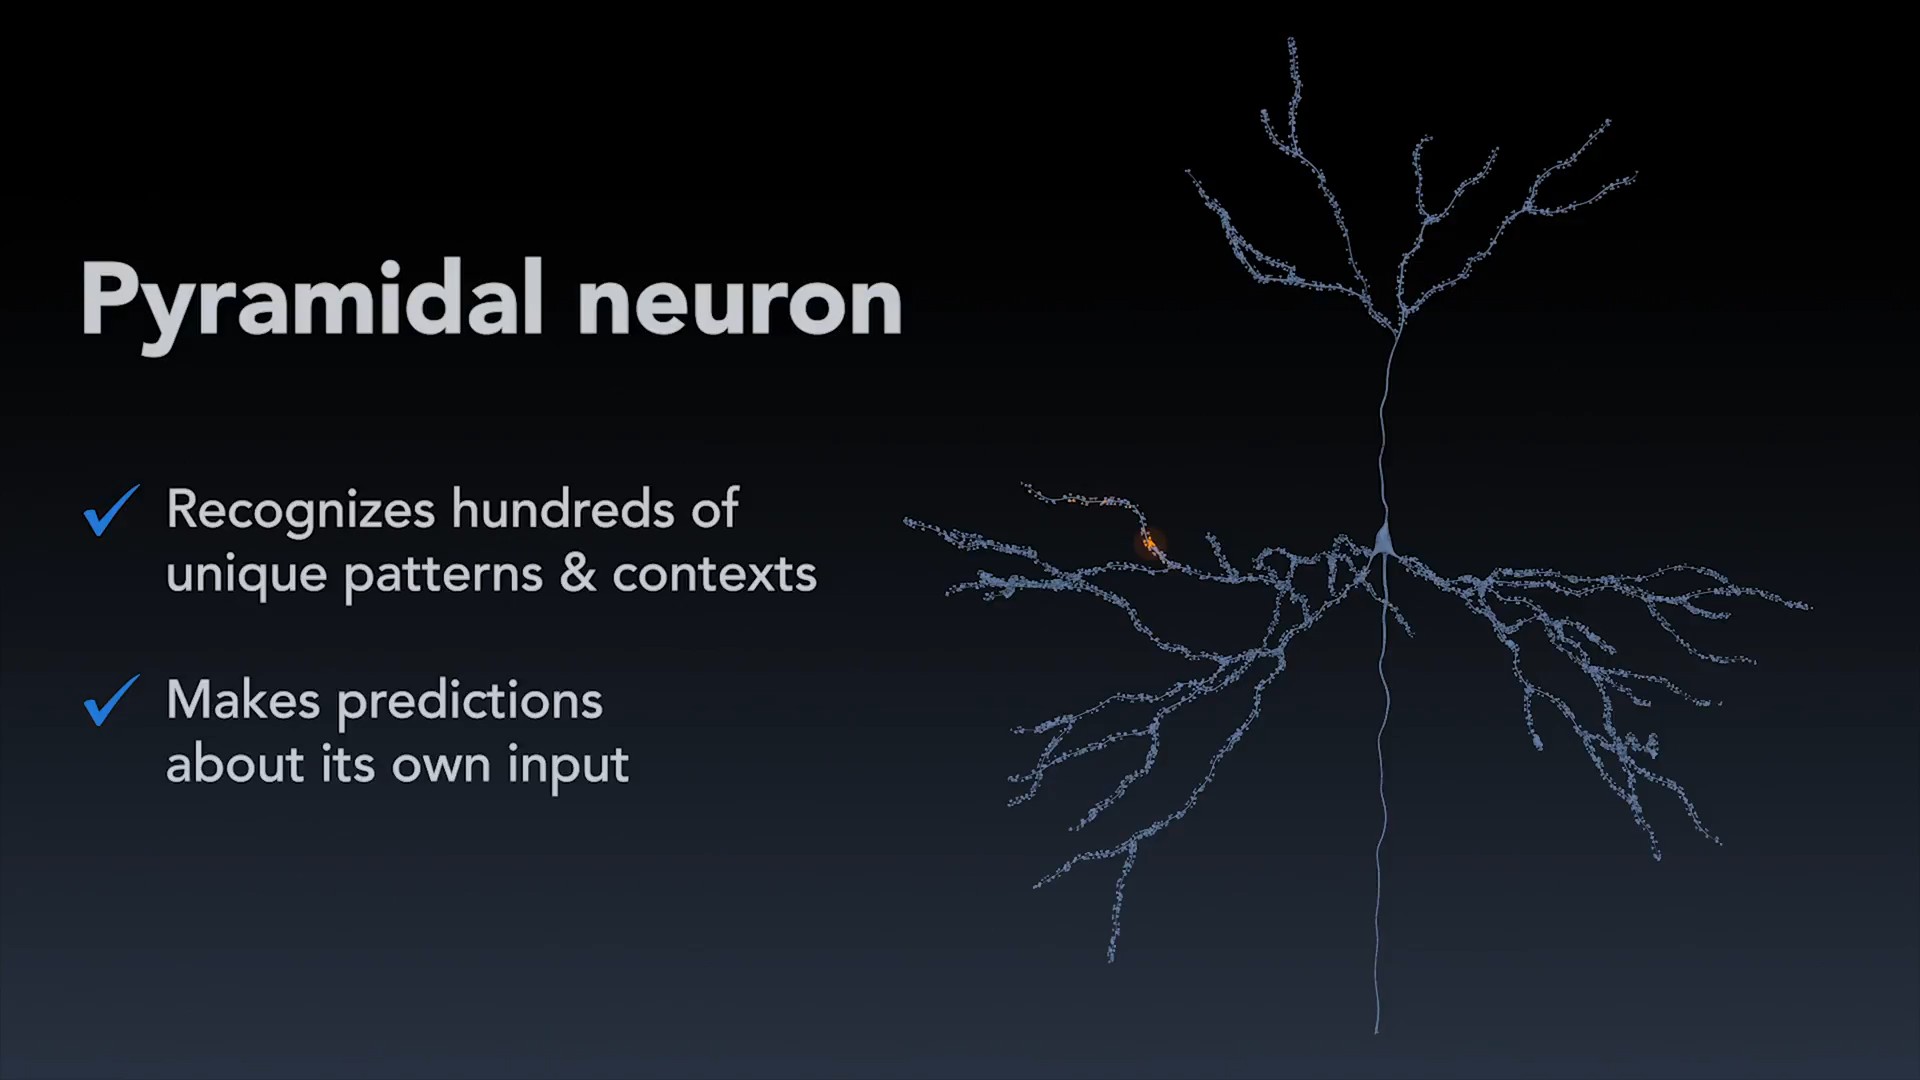 Pyramidal neuron
Recognizes hundreds of
unique patterns & contexts
Makes predictions
about its own input